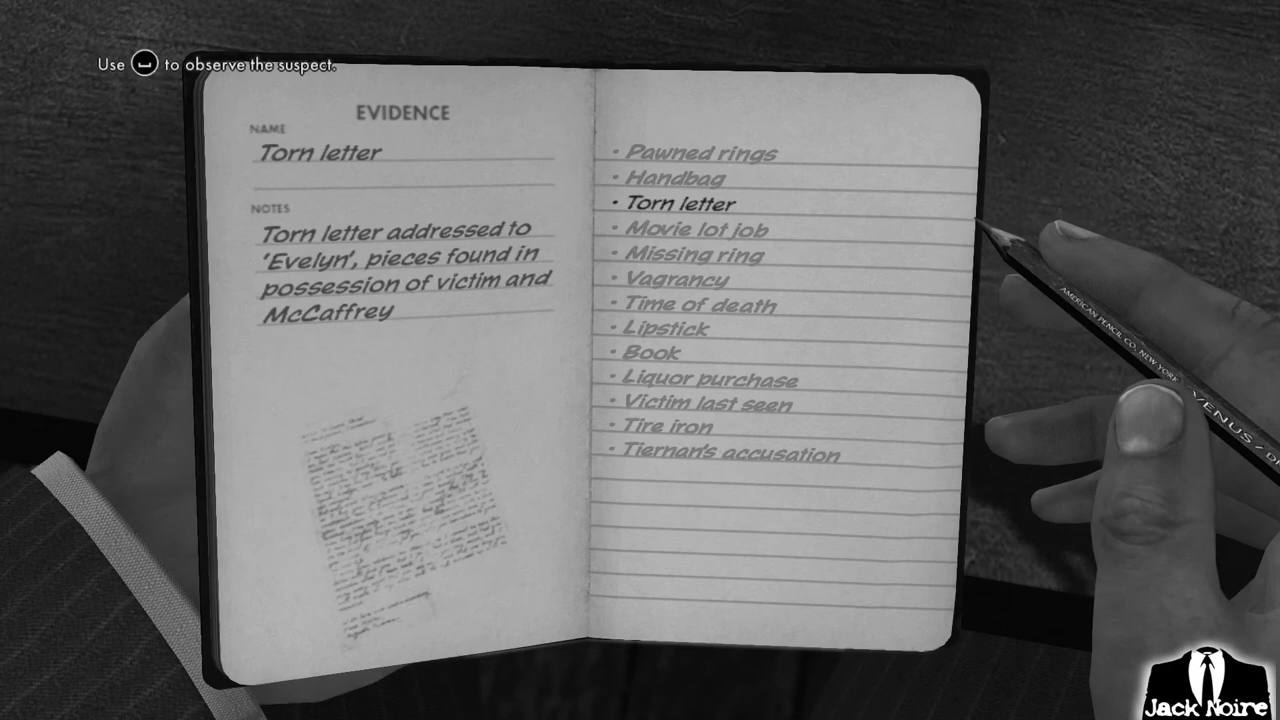 Use to observe the suspect.
EVIDENCE
NAME
Torn letter
NOTES
Torn letter addressed to
'Evelyn', pieces found in
possession of victim and
McCaffrey
• Pawned rings
• Handbag
• Torn letter
• Movie lot job
• Missing ring
• Vagrancy
• Time of death
• Lipstick
• Book
• Liquor purchase
• Victim last seen
• Tire iron
• Tiernan's accusation
AMERICAN PENCIL CO. NEW YORK
VENUS
Jack Noire